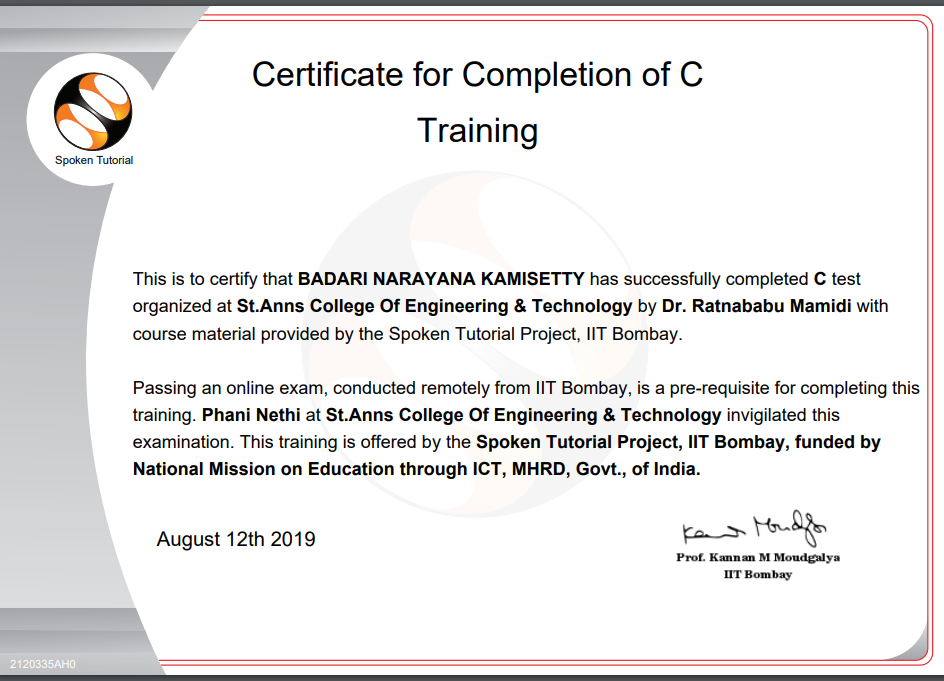 Certificate for Completion of C
Training
Spoken Tutorial
This is to certify that BADARI NARAYANA KAMISETTY has successfully completed C test
organized at St.Anns College Of Engineering & Technology by Dr. Ratnababu Mamidi with
course material provided by the Spoken Tutorial Project, IIT Bombay.
Passing an online exam, conducted remotely from IIT Bombay, is a pre-requisite for completing this
training. Phani Nethi at St.Anns College Of Engineering & Technology invigilated this
examination. This training is offered by the Spoken Tutorial Project, IIT Bombay, funded by
National Mission on Education through ICT, MHRD, Govt., of India.
August 12th 2019
Prof. Kannan M Moudgalya
IIT Bombay
2120335AH0